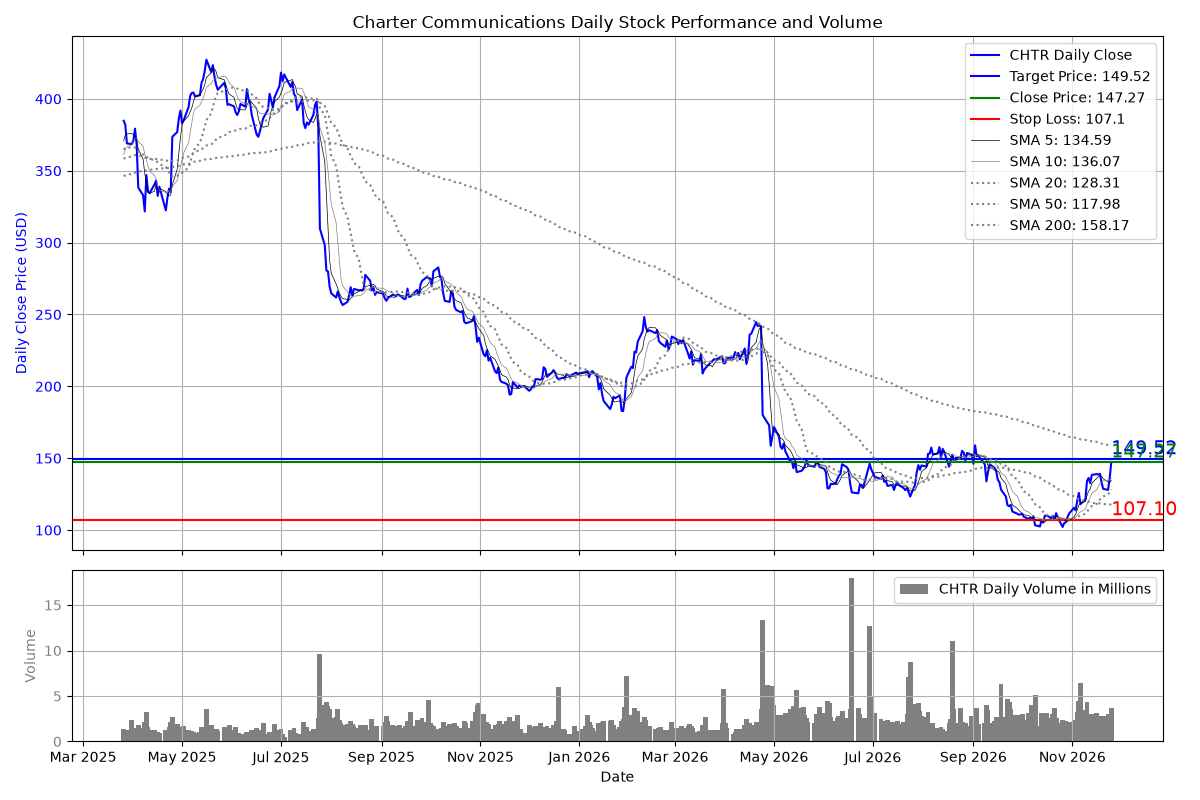 Charter Communications Daily Stock Performance and Volume
CHTR Daily Close
Target Price: 149.52
Close Price: 147.27
Stop Loss: 107.1
SMA 5: 134.59
SMA 10: 136.07
SMA 20: 128.31
SMA 50: 117.98
SMA 200: 158.17
Daily Close Price (USD)
400
350
300
250
200
150
100
149.52
147.27
107.10
CHTR Daily Volume in Millions
Volume
15
10
5
0
Mar 2025 May 2025 Jul 2025 Sep 2025 Nov 2025 Jan 2026 Mar 2026 May 2026 Jul 2026 Sep 2026 Nov 2026
Date